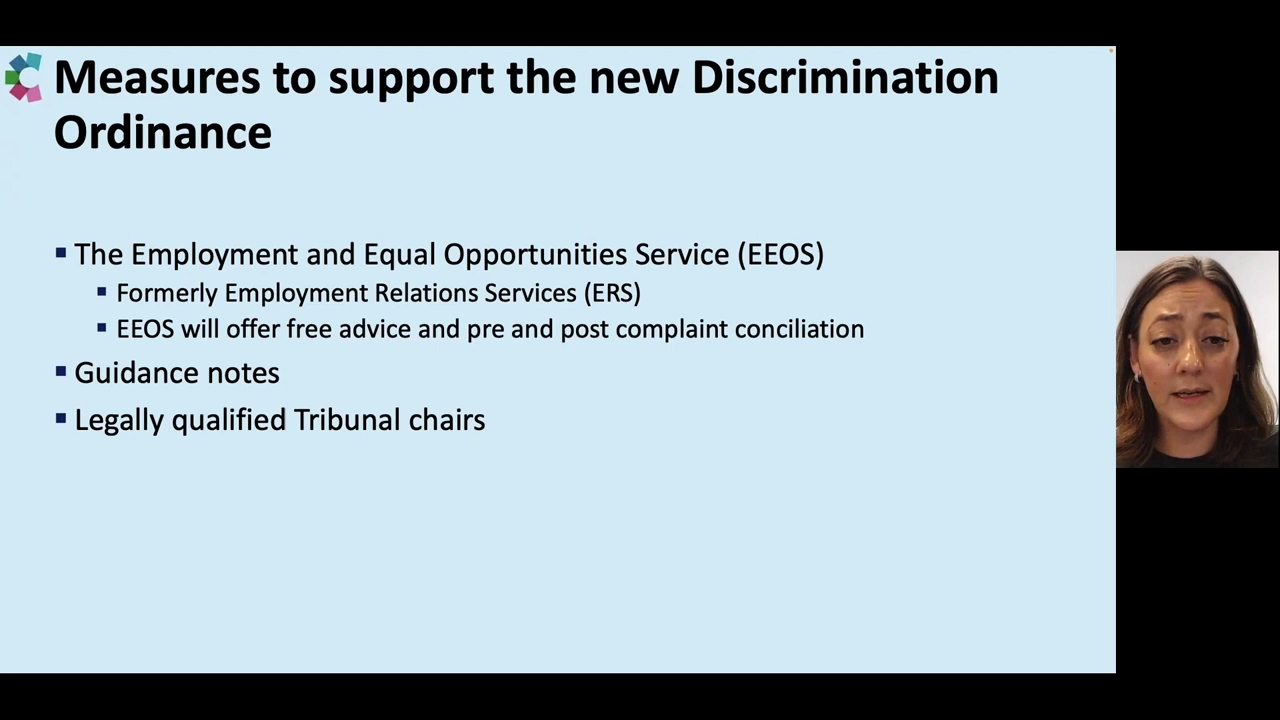 Measures to support the new Discrimination
Ordinance
The Employment and Equal Opportunities Service (EEOS)
Formerly Employment Relations Services (ERS)
EEOS will offer free advice and pre and post complaint conciliation
Guidance notes
Legally qualified Tribunal chairs